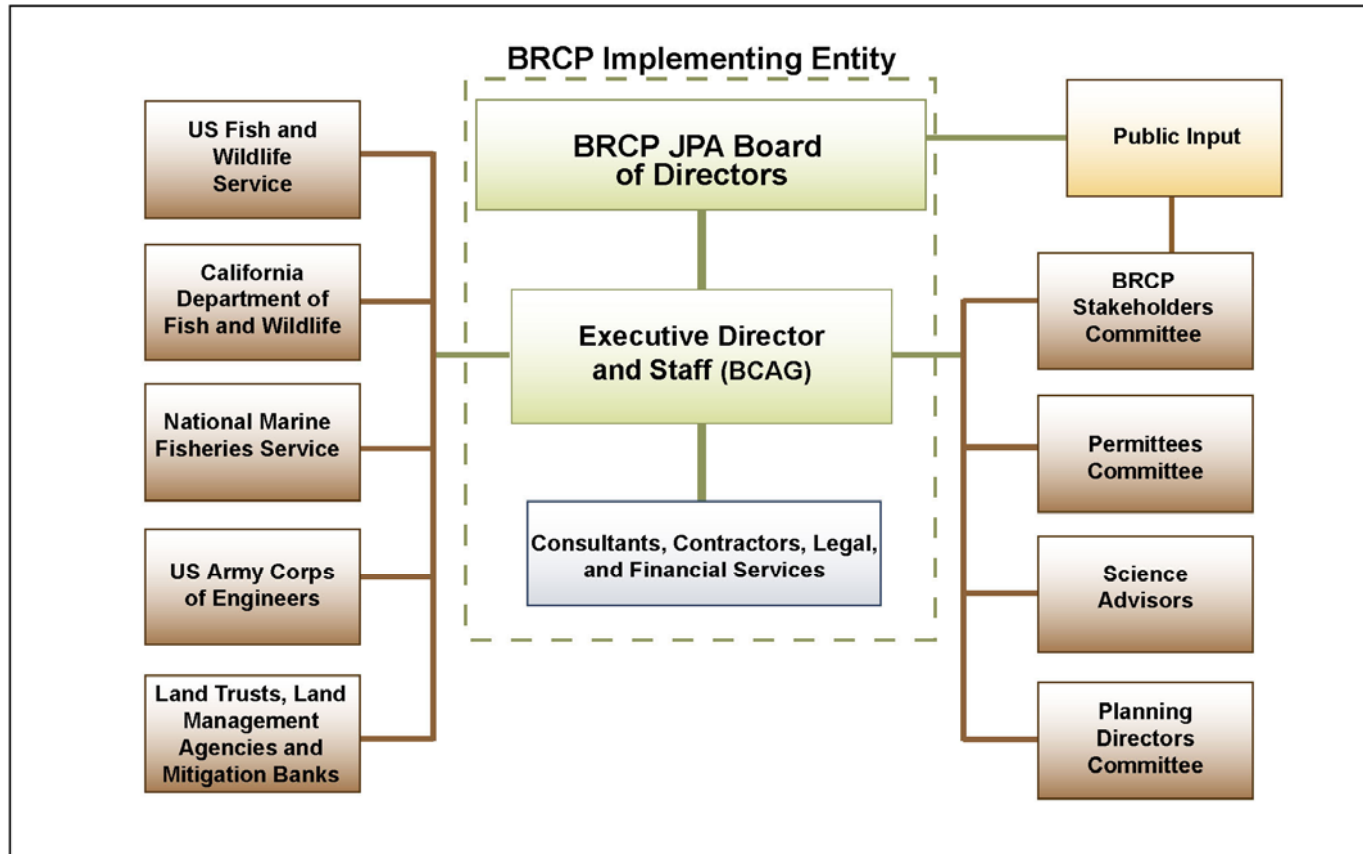 BRCP Implementing Entity
US Fish and
Wildlife
Service
California
Department of
Fish and Wildlife
National Marine
Fisheries Service
US Army Corps
of Engineers
Land Trusts, Land
Management
Agencies and
Mitigation Banks
BRCP JPA Board
of Directors
Executive Director
and Staff (BCAG)
Consultants, Contractors, Legal,
and Financial Services
Public Input
BRCP
Stakeholders
Committee
Permittees
Committee
Science
Advisors
Planning
Directors
Committee